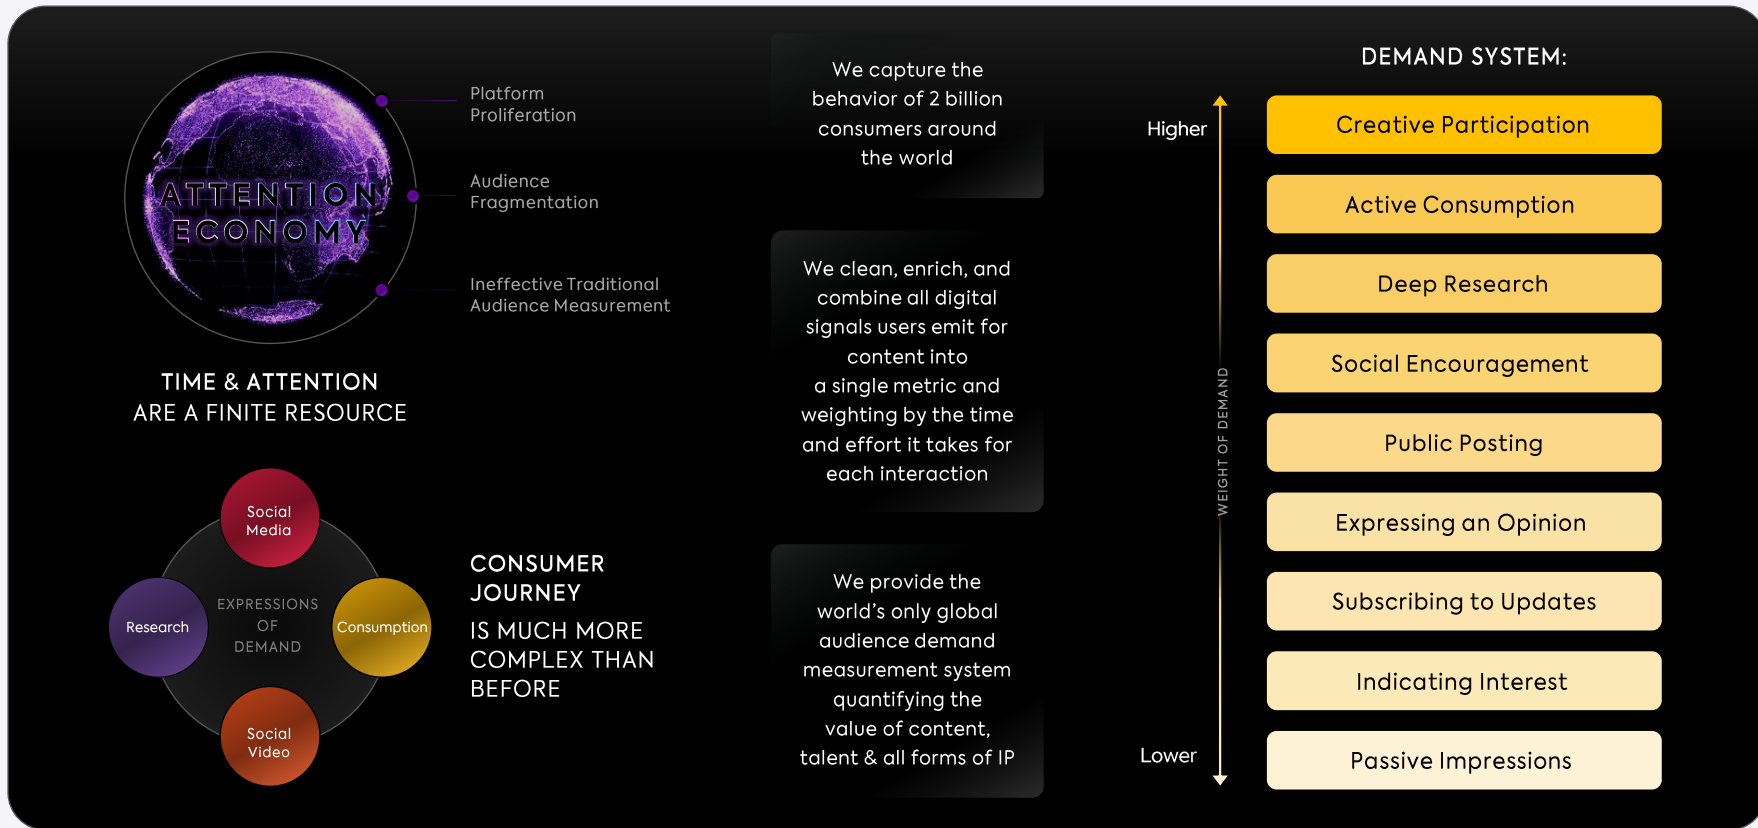 ATTENTION
ECONOMY
Platform
Proliferation
Audience
Fragmentation
Ineffective Traditional
Audience Measurement
TIME & ATTENTION
ARE A FINITE RESOURCE
Social
Media
Research
EXPRESSIONS
OF
DEMAND
Consumption
Social
Video
CONSUMER
JOURNEY
IS MUCH MORE
COMPLEX THAN
BEFORE
We capture the
behavior of 2 billion
consumers around
the world
We clean, enrich, and
combine all digital
signals users emit for
content into
a single metric and
weighting by the time
and effort it takes for
each interaction
We provide the
world’s only global
audience demand
measurement system
quantifying the
value of content,
talent & all forms of IP
DEMAND SYSTEM:
Higher
WEIGHT OF DEMAND
Lower
Creative Participation
Active Consumption
Deep Research
Social Encouragement
Public Posting
Expressing an Opinion
Subscribing to Updates
Indicating Interest
Passive Impressions